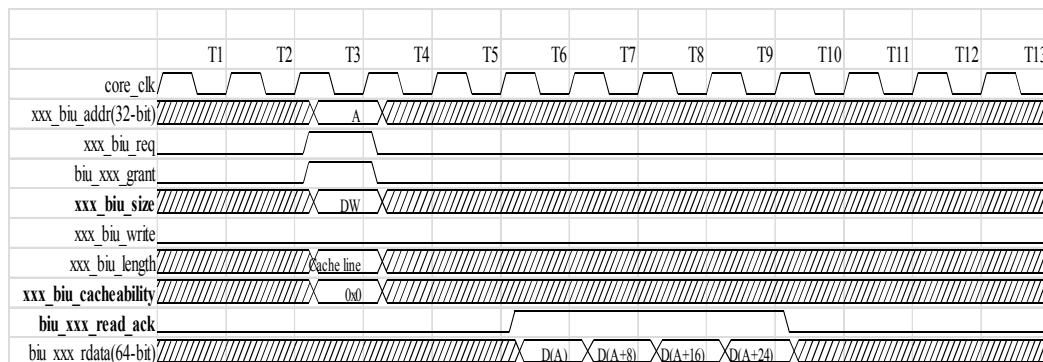 T1 T2 T3 T4 T5 T6 T7 T8 T9 T10 T11 T12 T13
core_clk
xxx_biu_addr(32-bit) A
xxx_biu_req
biu_xxx_grant
xxx_biu_size DW
xxx_biu_write
xxx_biu_length Cache line
xxx_biu_cacheability 0x0
biu_xxx_read_ack
biu_xxx_rdata(64-bit) D(A) D(A+8) D(A+16) D(A+24)